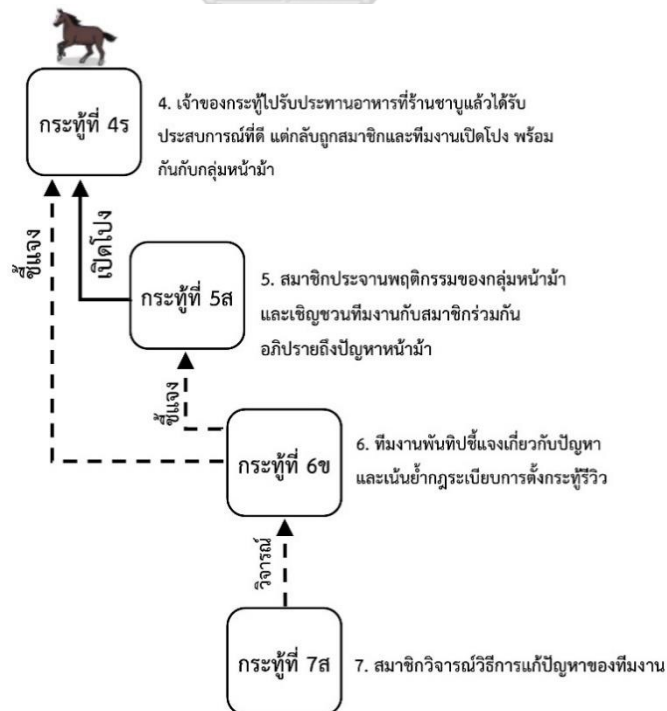 กระทู้ที่ 4ร
4. เจ้าของกระทู้ไปรับประทานอาหารที่ร้านชาบูแล้วได้รับ
ประสบการณ์ที่ดี แต่กลับถูกสมาชิกและทีมงานเปิดโปง พร้อม
กันกับกลุ่มหน้าม้า
ชี้แจง
เปิดโปง
กระทู้ที่ 5ส
5. สมาชิกประจานพฤติกรรมของกลุ่มหน้าม้า
และเชิญชวนทีมงานกับสมาชิกร่วมกัน
อภิปรายถึงปัญหาหน้าม้า
ชี้แจง
กระทู้ที่ 6ข
6. ทีมงานพันทิปชี้แจงเกี่ยวกับปัญหา
และเน้นย้ำกฎระเบียบการตั้งกระทู้รีวิว
วิจารณ์
กระทู้ที่ 7ส
7. สมาชิกวิจารณ์วิธีการแก้ปัญหาของทีมงาน